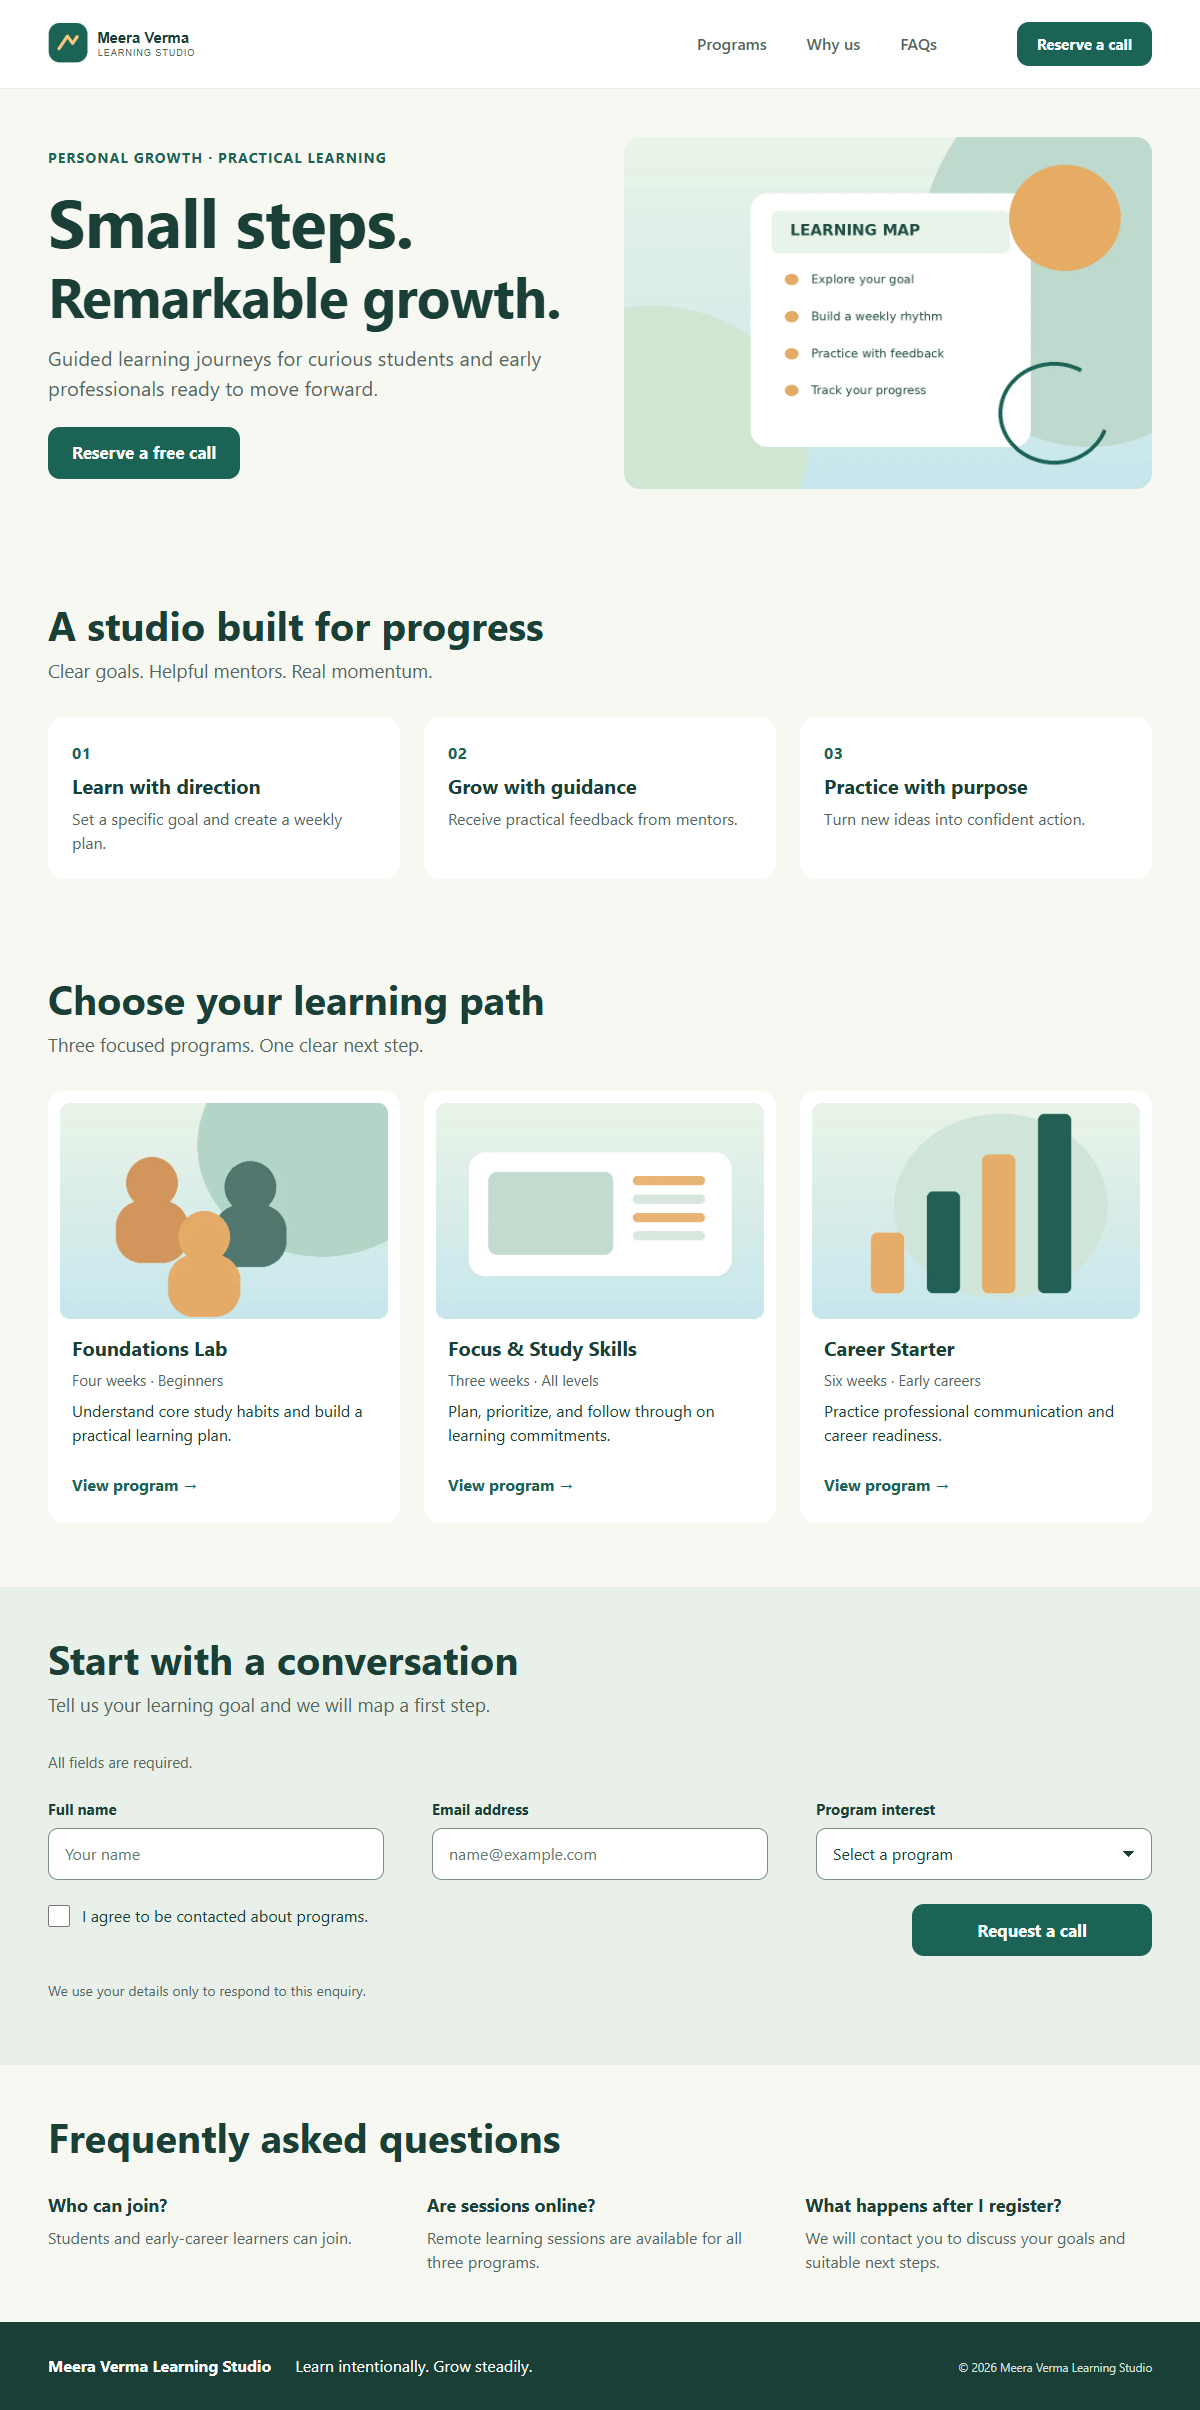 Meera Verma
LEARNING STUDIO
Programs
Why us
FAQs
Reserve a call
PERSONAL GROWTH · PRACTICAL LEARNING
Small steps.
Remarkable growth.
Guided learning journeys for curious students and early
professionals ready to move forward.
Reserve a free call
LEARNING MAP
Explore your goal
Build a weekly rhythm
Practice with feedback
Track your progress
A studio built for progress
Clear goals. Helpful mentors. Real momentum.
01
Learn with direction
Set a specific goal and create a weekly
plan.
02
Grow with guidance
Receive practical feedback from mentors.
03
Practice with purpose
Turn new ideas into confident action.
Choose your learning path
Three focused programs. One clear next step.
Foundations Lab
Four weeks · Beginners
Understand core study habits and build a
practical learning plan.
View program →
Focus & Study Skills
Three weeks · All levels
Plan, prioritize, and follow through on
learning commitments.
View program →
Career Starter
Six weeks · Early careers
Practice professional communication and
career readiness.
View program →
Start with a conversation
Tell us your learning goal and we will map a first step.
All fields are required.
Full name
Your name
Email address
name@example.com
Program interest
Select a program
I agree to be contacted about programs.
Request a call
We use your details only to respond to this enquiry.
Frequently asked questions
Who can join?
Students and early-career learners can join.
Are sessions online?
Remote learning sessions are available for all
three programs.
What happens after I register?
We will contact you to discuss your goals and
suitable next steps.
Meera Verma Learning Studio
Learn intentionally. Grow steadily.
© 2026 Meera Verma Learning Studio